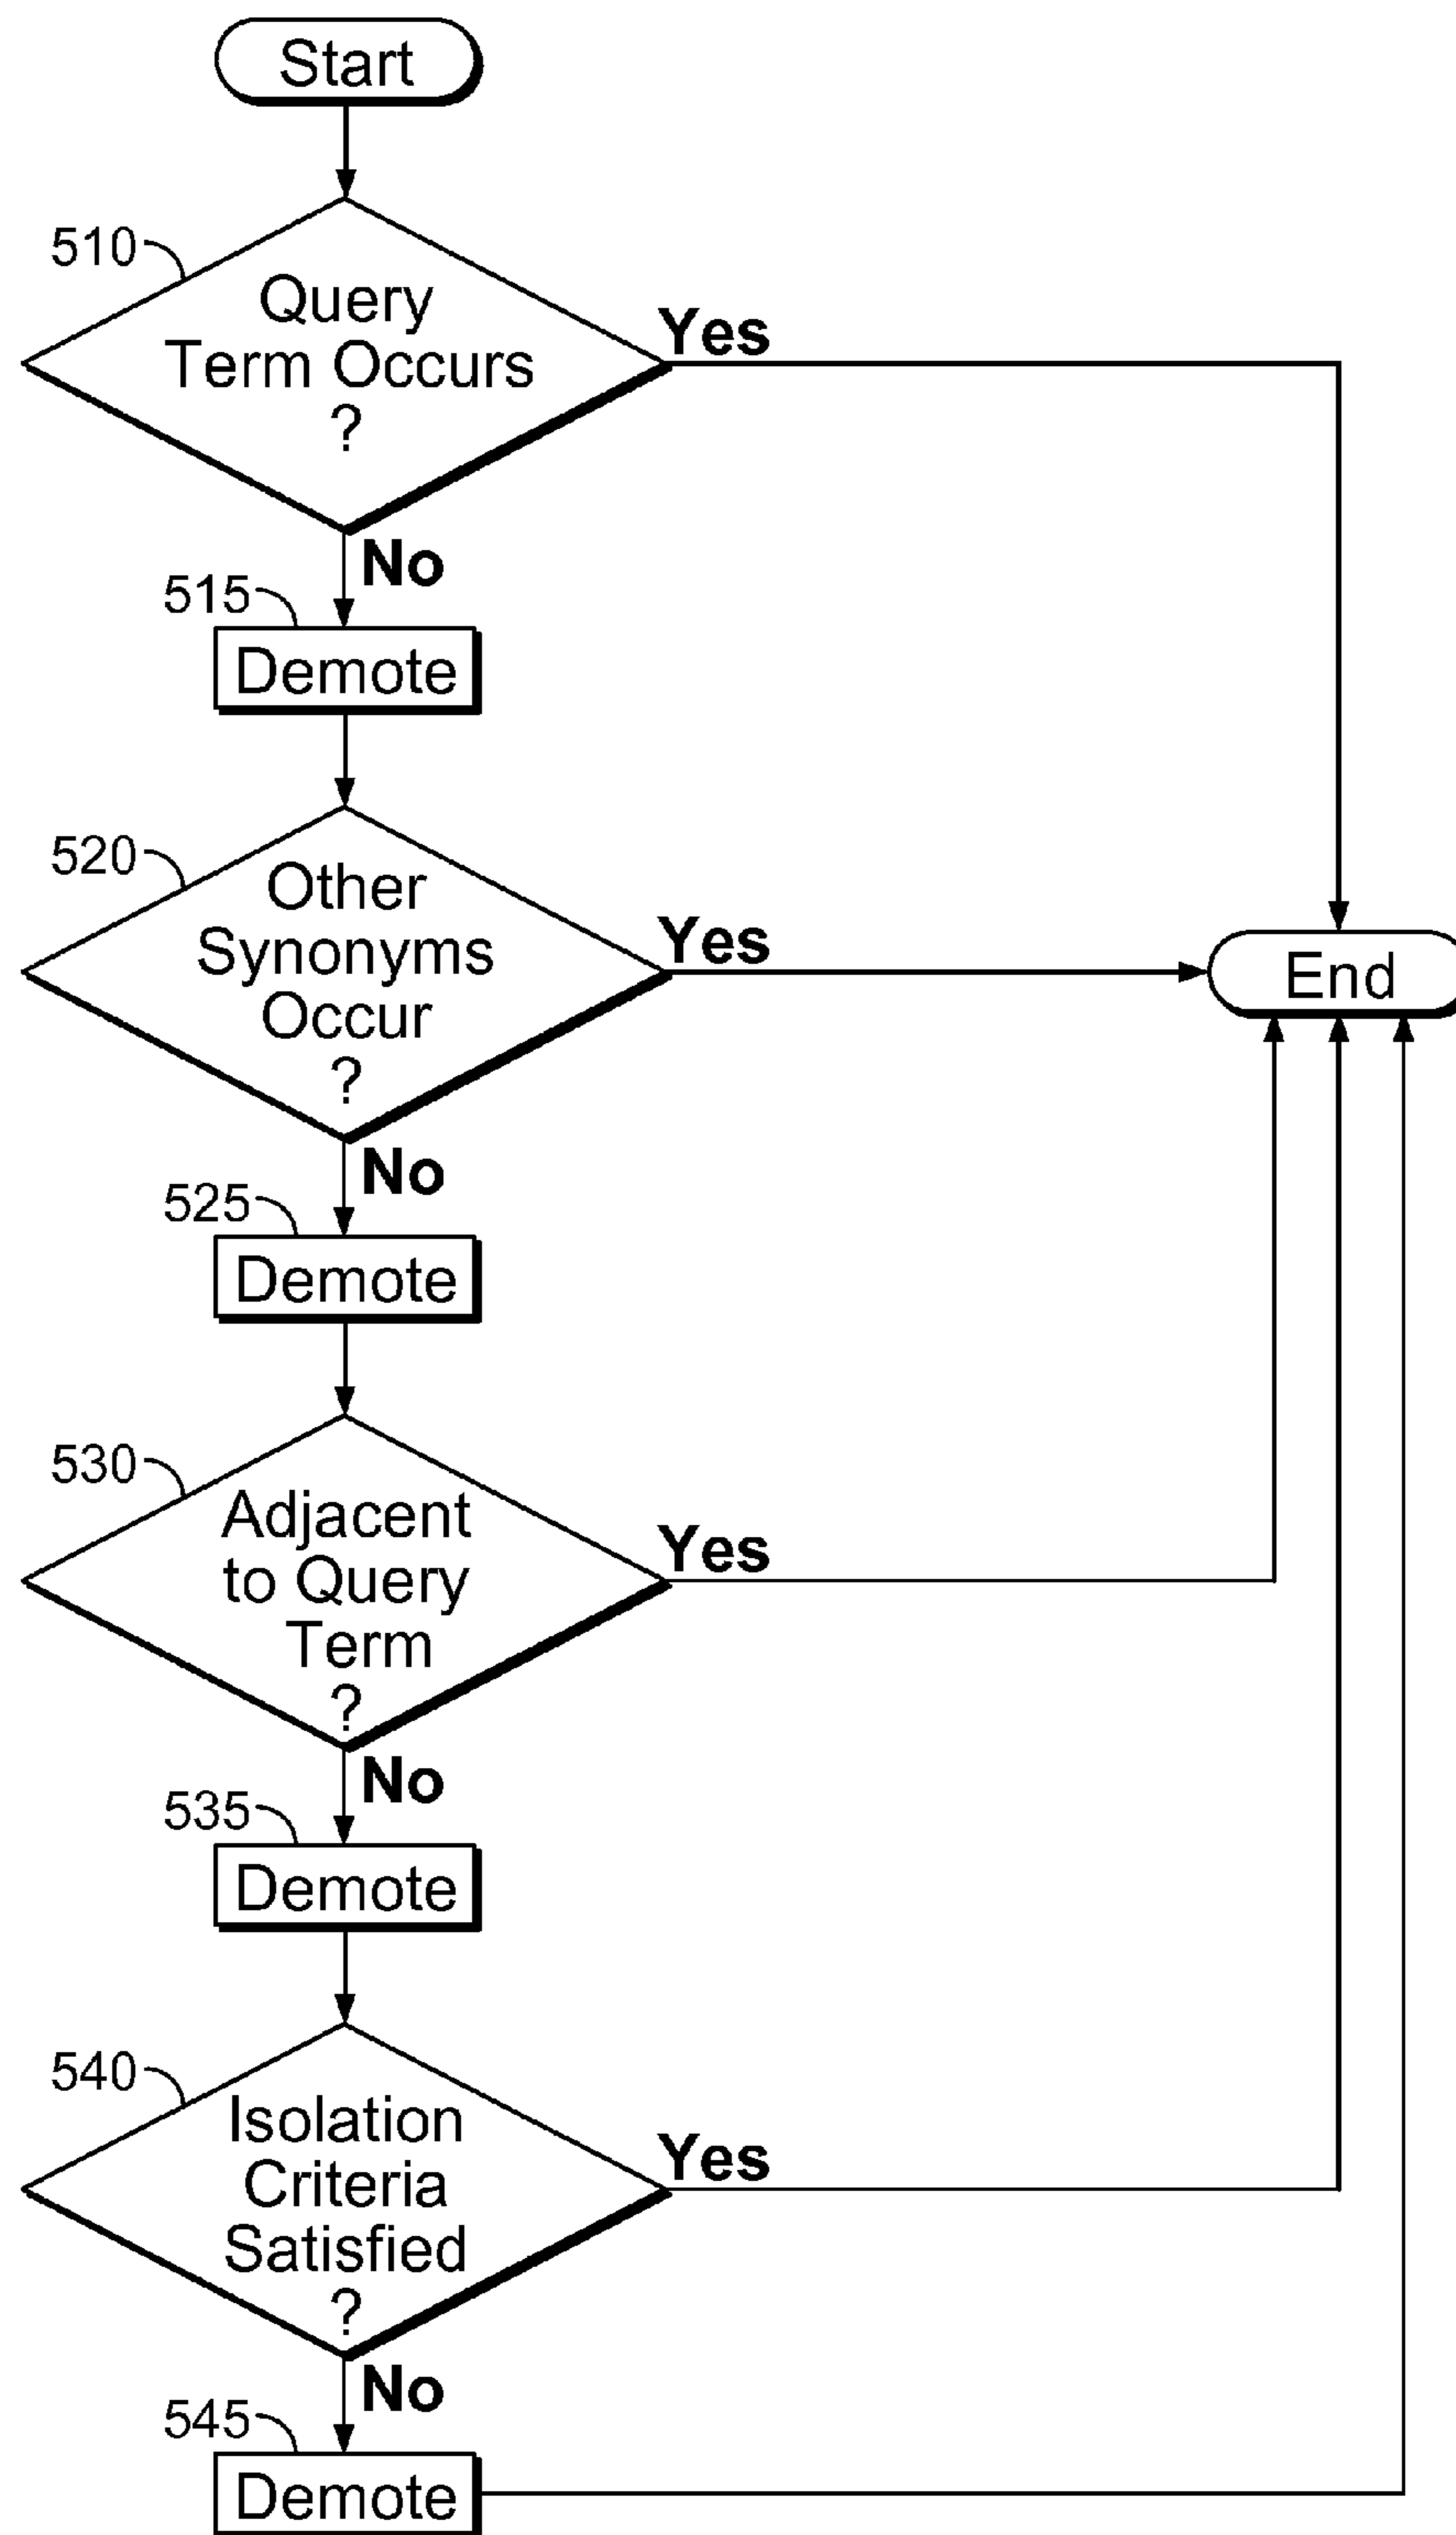 Start
510
Query
Term Occurs
?
Yes
No
515
Demote
520
Other
Synonyms
Occur
?
Yes
End
No
525
Demote
530
Adjacent
to Query
Term
?
Yes
No
535
Demote
540
Isolation
Criteria
Satisfied
?
Yes
No
545
Demote